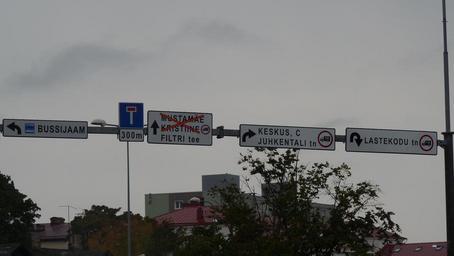 BUSSIJAAM
300m
MUSTAMÄE
KRISTIINE
FILTRI tee
KESKUS, C
JUHKENTALI tn
LASTEKODU tn